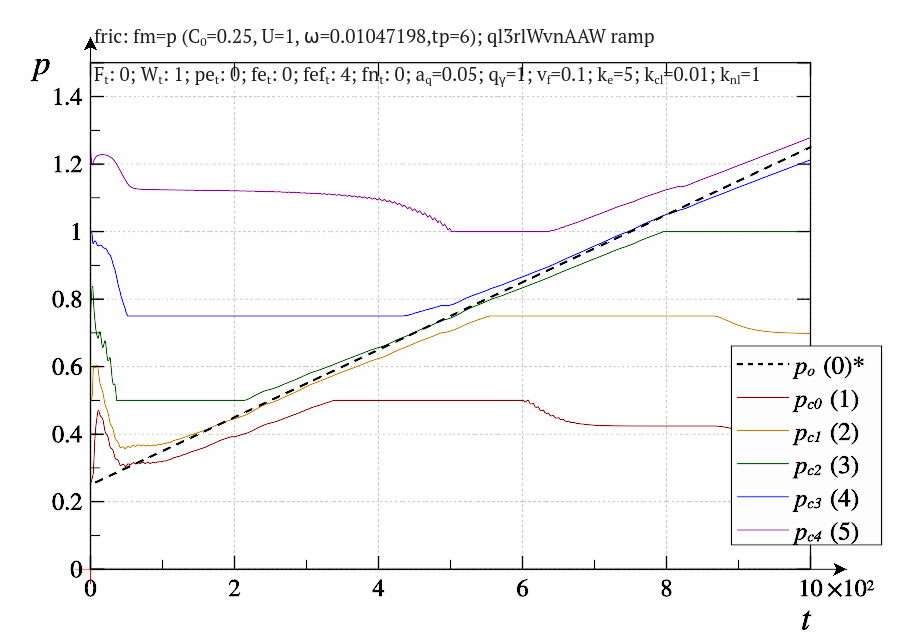 fric: fm=p (C₀=0.25, U=1, ω=0.01047198,tp=6); ql3rlWvnAAW ramp
p
Fₜ: 0; Wₜ: 1; peₜ: 0; feₜ: 0; fefₜ: 4; fnₜ: 0; a_q=0.05; qᵧ=1; v_f=0.1; kₑ=5; k_cl=0.01; k_nl=1
1.4
1.2
1
0.8
0.6
0.4
0.2
0
pₒ (0)*
p_c0 (1)
p_c1 (2)
p_c2 (3)
p_c3 (4)
p_c4 (5)
0 2 4 6 8 10 ×10²
t